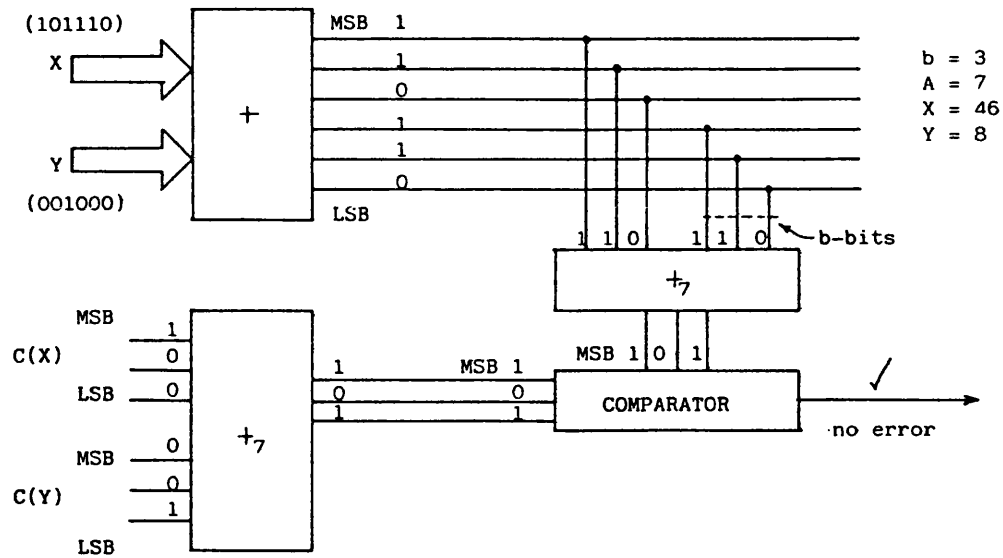 (101110)
X
Y
(001000)
+
MSB 1
1
0
1
1
0
LSB
b = 3
A = 7
X = 46
Y = 8
1 1 0 1 1 0
b-bits
+7
MSB 1 0 1
MSB
1
C(X) 0
LSB 0
MSB 0
C(Y) 0
1
LSB
+7
1 MSB 1
0 0
1 1
COMPARATOR
no error